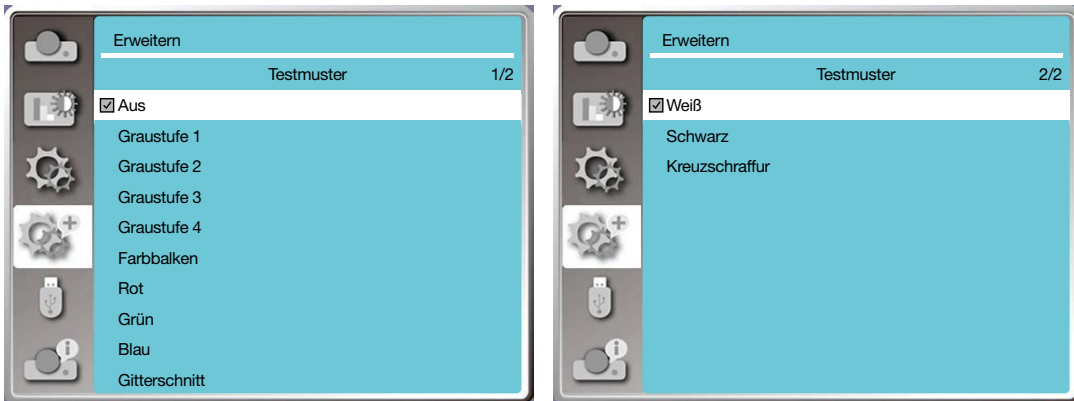 Erweitern
Testmuster 1/2
Aus
Graustufe 1
Graustufe 2
Graustufe 3
Graustufe 4
Farbbalken
Rot
Grün
Blau
Gitterschnitt
Erweitern
Testmuster 2/2
Weiß
Schwarz
Kreuzschraffur